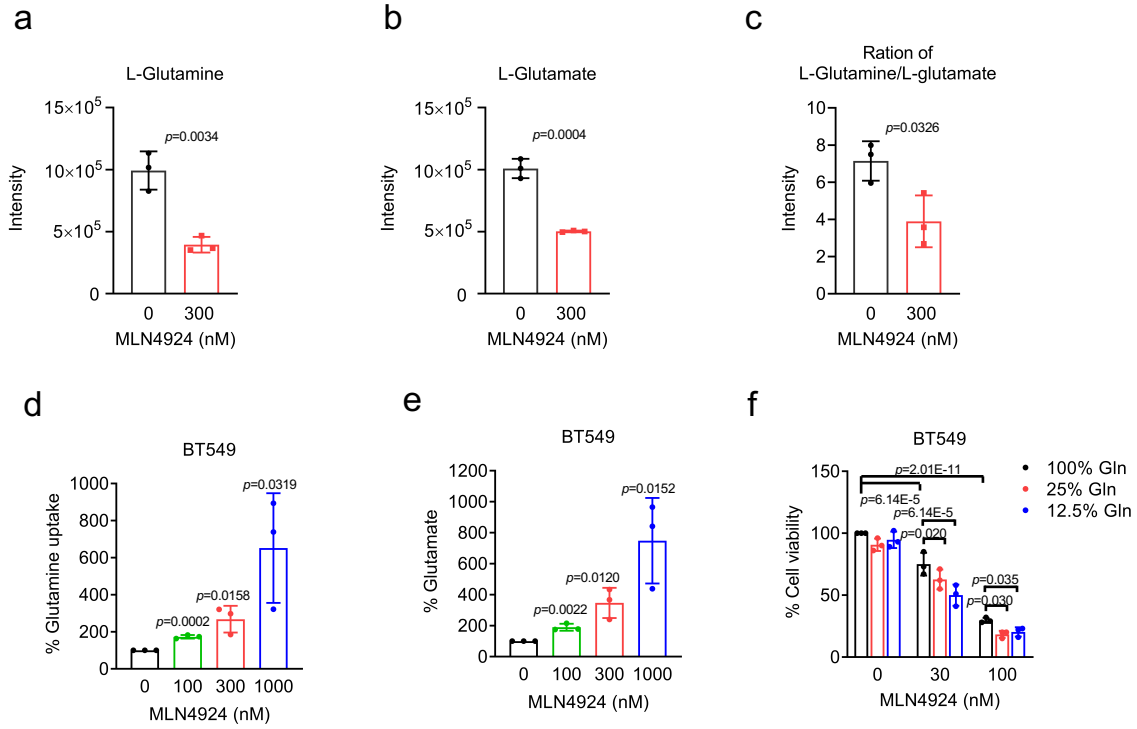 a
L-Glutamine
15×10⁵
10×10⁵
5×10⁵
0
Intensity
p=0.0034
0 300
MLN4924 (nM)
b
L-Glutamate
15×10⁵
10×10⁵
5×10⁵
0
Intensity
p=0.0004
0 300
MLN4924 (nM)
c
Ration of
L-Glutamine/L-glutamate
10
8
6
4
2
0
Intensity
p=0.0326
0 300
MLN4924 (nM)
d
BT549
1000
800
600
400
200
0
% Glutamine uptake
p=0.0319
p=0.0158
p=0.0002
0 100 300 1000
MLN4924 (nM)
e
BT549
1200
1000
800
600
400
200
0
% Glutamate
p=0.0152
p=0.0120
p=0.0022
0 100 300 1000
MLN4924 (nM)
f
BT549
150
100
50
0
% Cell viability
p=2.01E-11
p=6.14E-5
p=6.14E-5
p=0.020
p=0.035
p=0.030
0 30 100
MLN4924 (nM)
100% Gln
25% Gln
12.5% Gln